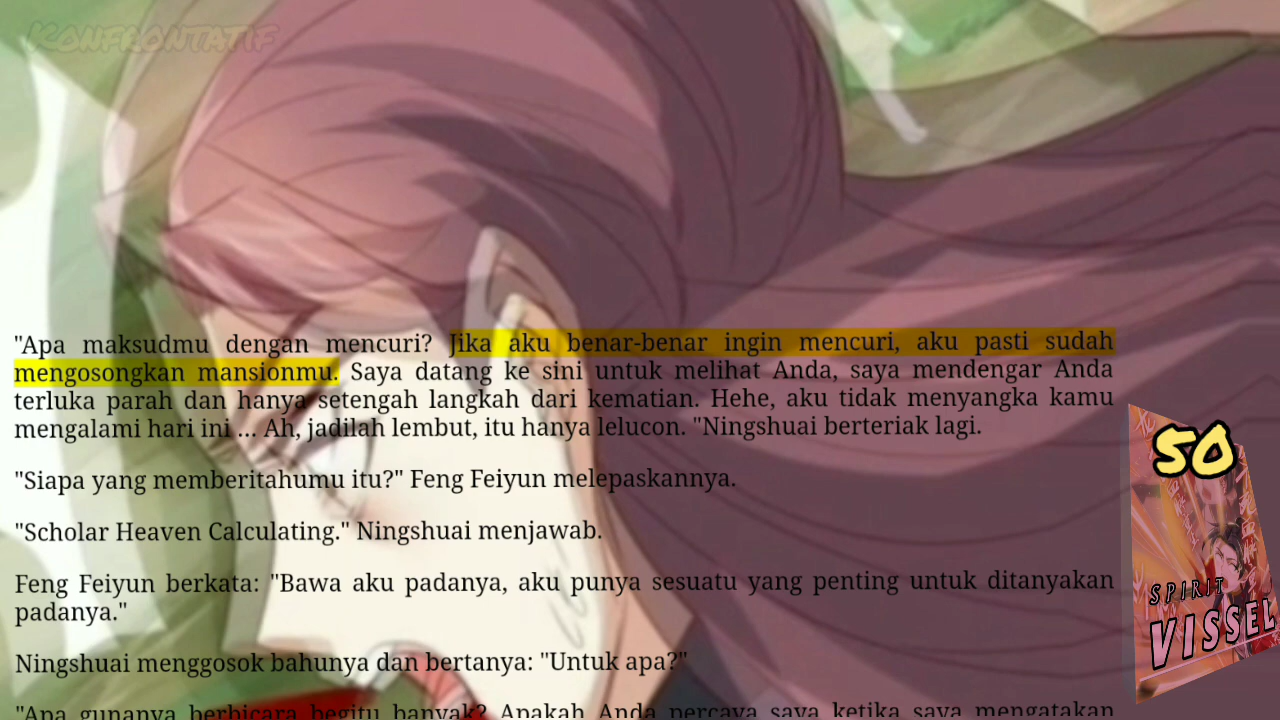 Konfrontatif
"Apa maksudmu dengan mencuri? Jika aku benar-benar ingin mencuri, aku pasti sudah
mengosongkan mansionmu. Saya datang ke sini untuk melihat Anda, saya mendengar Anda
terluka parah dan hanya setengah langkah dari kematian. Hehe, aku tidak menyangka kamu
mengalami hari ini ... Ah, jadilah lembut, itu hanya lelucon. "Ningshuai berteriak lagi.
"Siapa yang memberitahumu itu?" Feng Feiyun melepaskannya.
"Scholar Heaven Calculating." Ningshuai menjawab.
Feng Feiyun berkata: "Bawa aku padanya, aku punya sesuatu yang penting untuk ditanyakan
padanya."
Ningshuai menggosok bahunya dan bertanya: "Untuk apa?"
"Apa gunanya berbicara begitu banyak? Apakah Anda percaya saya ketika saya mengatakan
50
SPIRIT
VISSEL